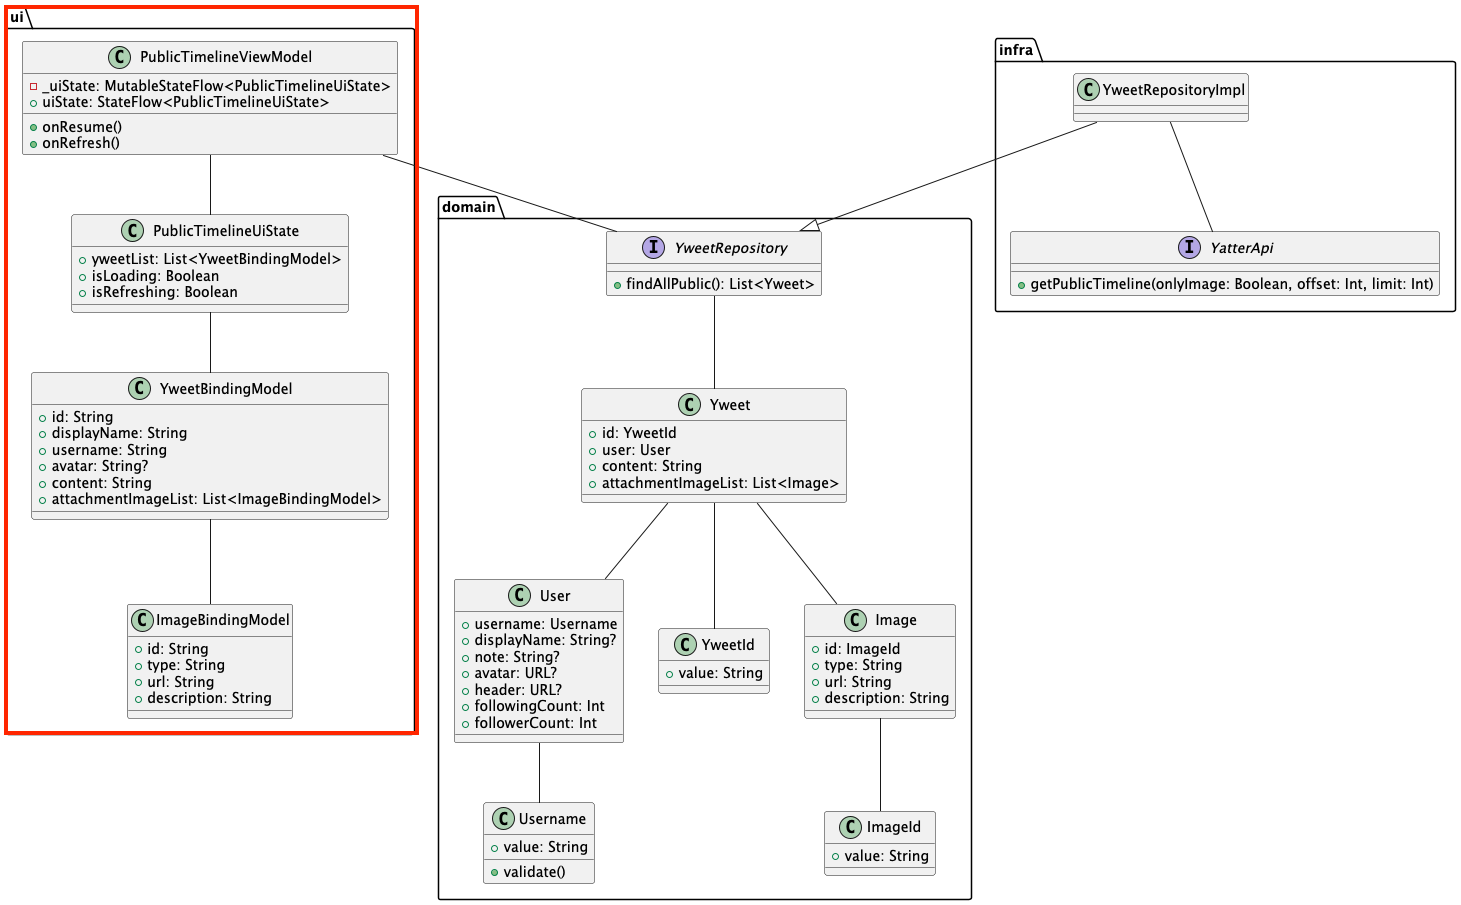 ui
C PublicTimelineViewModel
_uiState: MutableStateFlow<PublicTimelineUiState>
uiState: StateFlow<PublicTimelineUiState>
onResume()
onRefresh()
C PublicTimelineUiState
yweetList: List<YweetBindingModel>
isLoading: Boolean
isRefreshing: Boolean
C YweetBindingModel
id: String
displayName: String
username: String
avatar: String?
content: String
attachmentImageList: List<ImageBindingModel>
C ImageBindingModel
id: String
type: String
url: String
description: String
domain
I YweetRepository
findAllPublic(): List<Yweet>
C Yweet
id: YweetId
user: User
content: String
attachmentImageList: List<Image>
C User
username: Username
displayName: String?
note: String?
avatar: URL?
header: URL?
followingCount: Int
followerCount: Int
C YweetId
value: String
C Image
id: ImageId
type: String
url: String
description: String
C Username
value: String
validate()
C ImageId
value: String
infra
C YweetRepositoryImpl
I YatterApi
getPublicTimeline(onlyImage: Boolean, offset: Int, limit: Int)